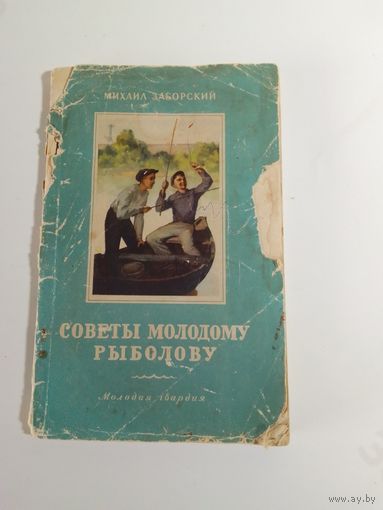 МИХАИЛ ЗАБОРСКИЙ
СОВЕТЫ МОЛОДОМУ
РЫБОЛОВУ
Молодая гвардия
www.ay.by